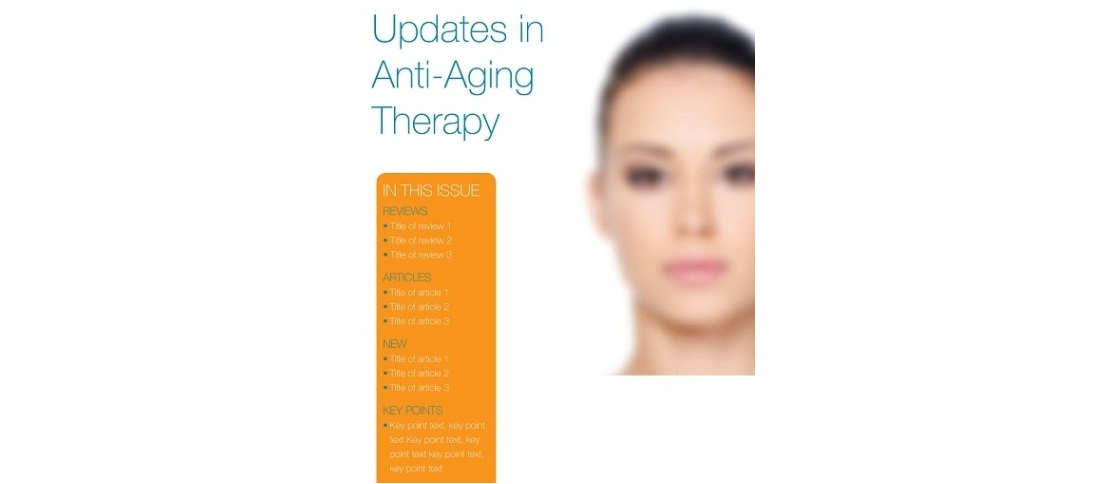 Updates in
Anti-Aging
Therapy
IN THIS ISSUE
REVIEWS
• Title of review 1
• Title of review 2
• Title of review 3
ARTICLES
• Title of article 1
• Title of article 2
• Title of article 3
NEW
• Title of article 1
• Title of article 2
• Title of article 3
KEY POINTS
• Key point text, key point
text Key point text, key
point text key point text,
key point text